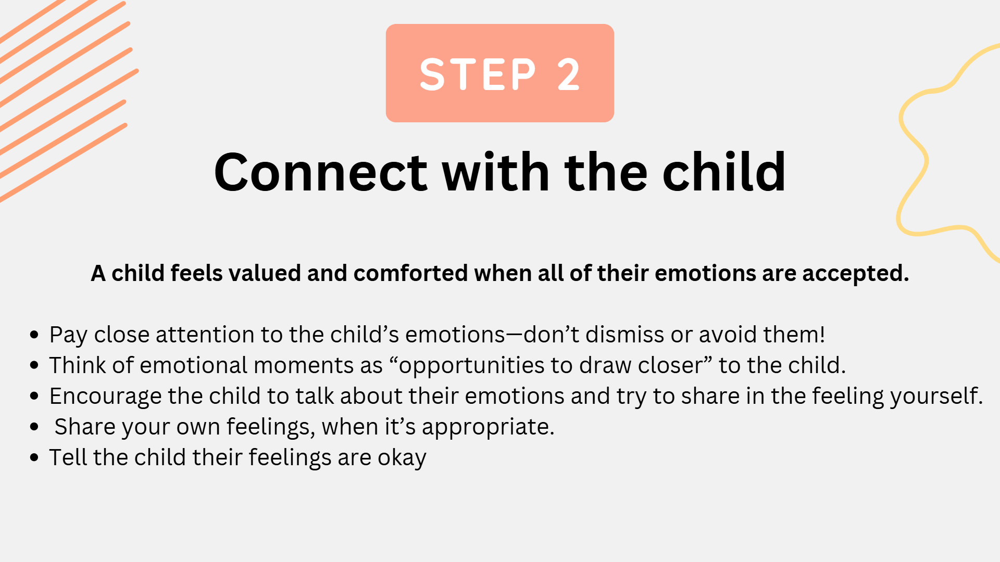 STEP 2
Connect with the child
A child feels valued and comforted when all of their emotions are accepted.
• Pay close attention to the child’s emotions—don’t dismiss or avoid them!
• Think of emotional moments as “opportunities to draw closer” to the child.
• Encourage the child to talk about their emotions and try to share in the feeling yourself.
• Share your own feelings, when it’s appropriate.
• Tell the child their feelings are okay